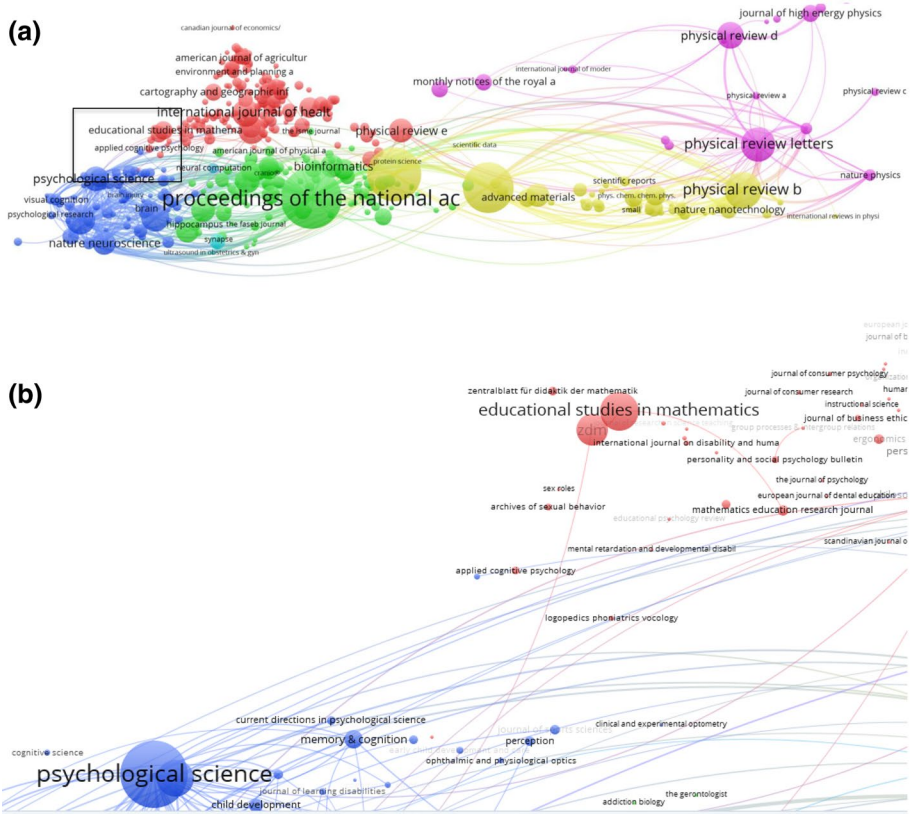 (a)
canadian journal of economics/
journal of high energy physics
physical review d
american journal of agricultur
environment and planning a
international journal of moder
monthly notices of the royal a
cartography and geographic inf
physical review a
physical review c
international journal of healt
educational studies in mathema
the isme journal
physical review e
applied cognitive psychology
american journal of physical a
scientific data
physical review letters
protein science
neural computation
bioinformatics
psychological science
nature physics
scientific reports
physical review b
visual cognition
proceedings of the national ac
advanced materials
phys. chem. chem. phys.
brain
small
nature nanotechnology
psychological research
international reviews in physi
hippocampus
the faseb journal
nature neuroscience
synapse
ultrasound in obstetrics & gyn
(b)
european jo
journal of b
journal of consumer psychology
zentralblatt für didaktik der mathematik
journal of consumer research
human
instructional science
educational studies in mathematics
journal of business ethic
zdm
group processes & intergroup relations
international journal on disability and huma
ergonomics
pers
personality and social psychology bulletin
the journal of psychology
sex roles
european journal of dental education
archives of sexual behavior
mathematics education research journal
educational psychology review
scandinavian journal o
mental retardation and developmental disabil
applied cognitive psychology
logopedics phoniatrics vocology
current directions in psychological science
clinical and experimental optometry
memory & cognition
perception
cognitive science
ophthalmic and physiological optics
psychological science
journal of learning disabilities
the gerontologist
child development
addiction biology